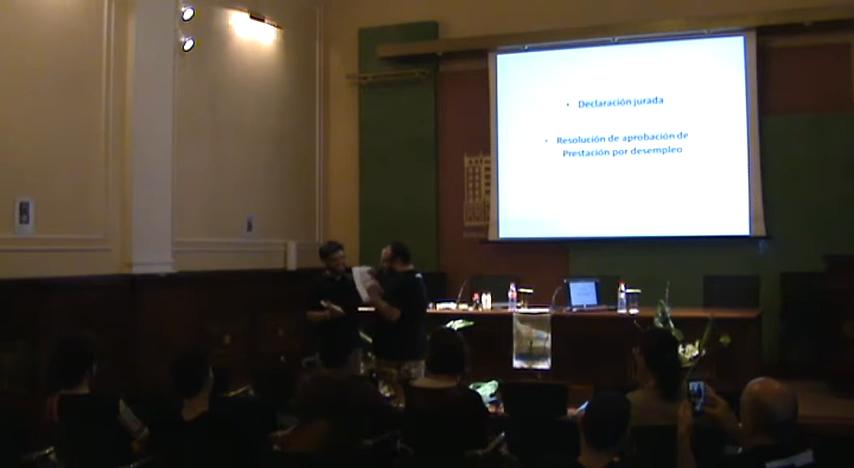 • Declaración jurada
• Resolución de aprobación de
Prestación por desempleo